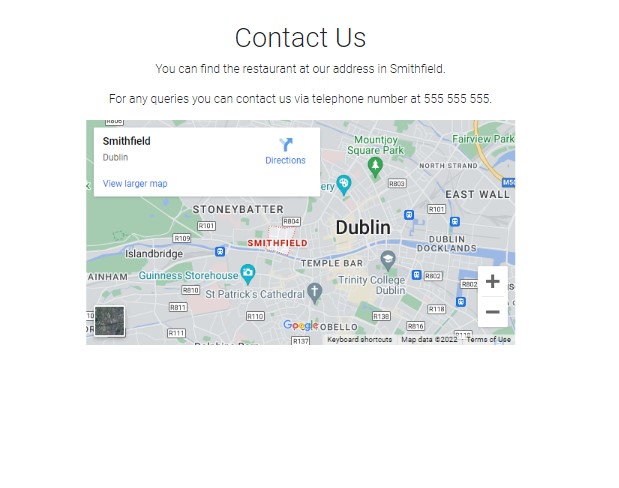 Contact Us
You can find the restaurant at our address in Smithfield.
For any queries you can contact us via telephone number at 555 555 555.
Smithfield
Dublin
Directions
View larger map
R806
Mountjoy
Square Park
Fairview Park
NORTH STRAND
R803
M50
EAST WALL
STONEYBATTER
R804
R101
R101
R109
SMITHFIELD
Dublin
DUBLIN
DOCKLANDS
Islandbridge
TEMPLE BAR
Guinness Storehouse
Trinity College
Dublin
R802
R802
R810
St Patrick's Cathedral
R811
R110
R138
R118
Google
R816
R111
R137
Keyboard shortcuts
Map data ©2022
Terms of Use